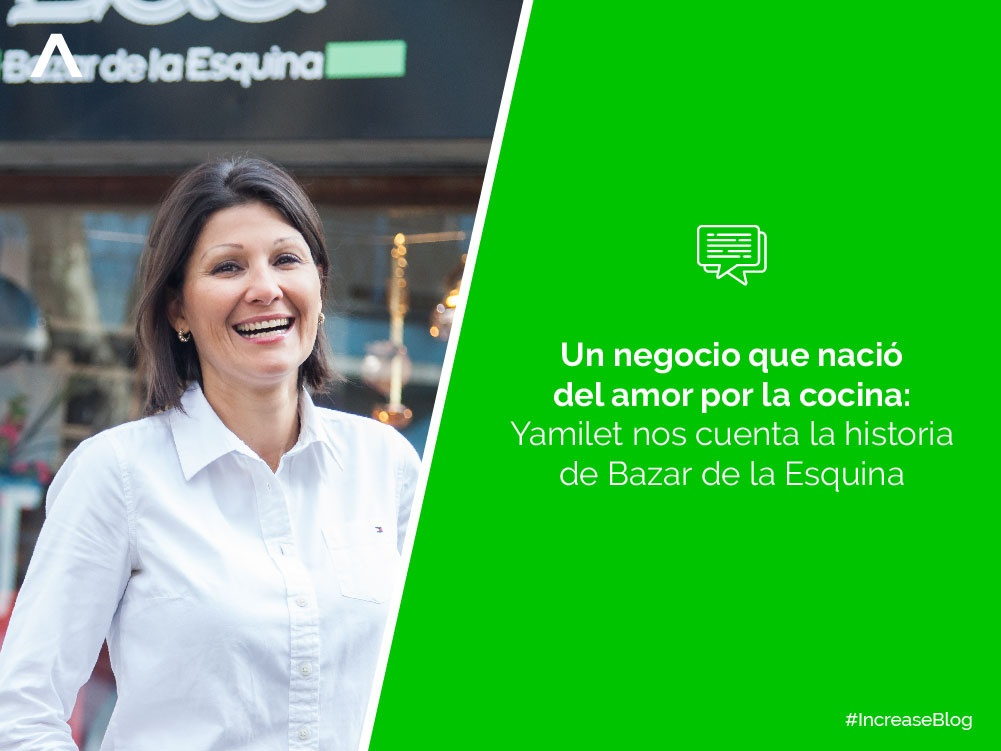 Bazar de la Esquina
Un negocio que nació
del amor por la cocina:
Yamilet nos cuenta la historia
de Bazar de la Esquina
#IncreaseBlog